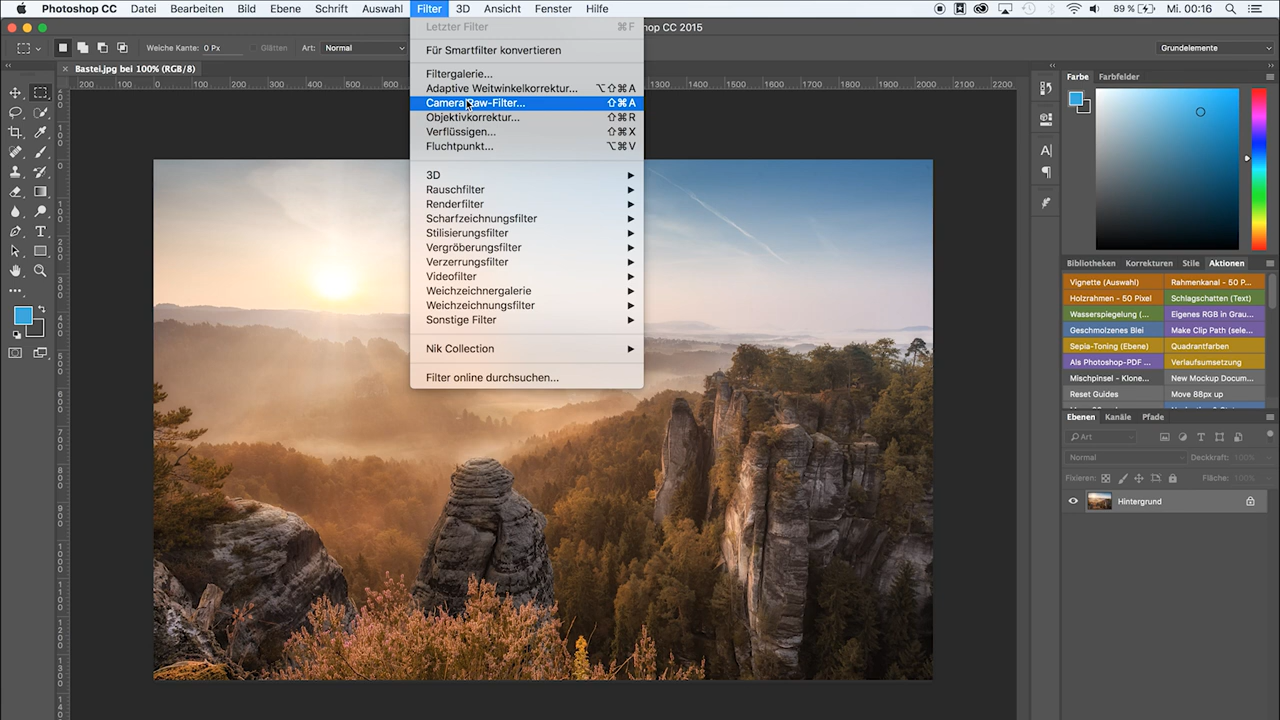 Photoshop CC Datei Bearbeiten Bild Ebene Schrift Auswahl Filter 3D Ansicht Fenster Hilfe 89 % Mi. 00:16
hop CC 2015
Weiche Kante: 0 Px Glätten Art: Normal Grundelemente
Bastei.jpg bei 100% (RGB/8)
Letzter Filter ⌘F
Für Smartfilter konvertieren
Filtergalerie...
Adaptive Weitwinkelkorrektur... ⌥⇧⌘A
Camera Raw-Filter... ⇧⌘A
Objektivkorrektur... ⇧⌘R
Verflüssigen... ⇧⌘X
Fluchtpunkt... ⌥⌘V
3D
Rauschfilter
Renderfilter
Scharfzeichnungsfilter
Stilisierungsfilter
Vergröberungsfilter
Verzerrungsfilter
Videofilter
Weichzeichnergalerie
Weichzeichnungsfilter
Sonstige Filter
Nik Collection
Filter online durchsuchen...
200 100 0 100 200 300 800 900 1000 1100 1200 1300 1400 1500 1600 1700 1800 1900 2000 2100 2200
Farbe Farbfelder
Bibliotheken Korrekturen Stile Aktionen
Vignette (Auswahl) Rahmenkanal - 50 P...
Holzrahmen - 50 Pixel Schlagschatten (Text)
Wasserspiegelung (... Eigenes RGB in Grau...
Geschmolzenes Blei Make Clip Path (sele...
Sepia-Toning (Ebene) Quadrantfarben
Als Photoshop-PDF ... Verlaufsumsetzung
Mischpinsel - Klone... New Mockup Docum...
Reset Guides Move 88px up
Ebenen Kanäle Pfade
Art
Normal Deckkraft: 100%
Fixieren: Fläche: 100%
Hintergrund